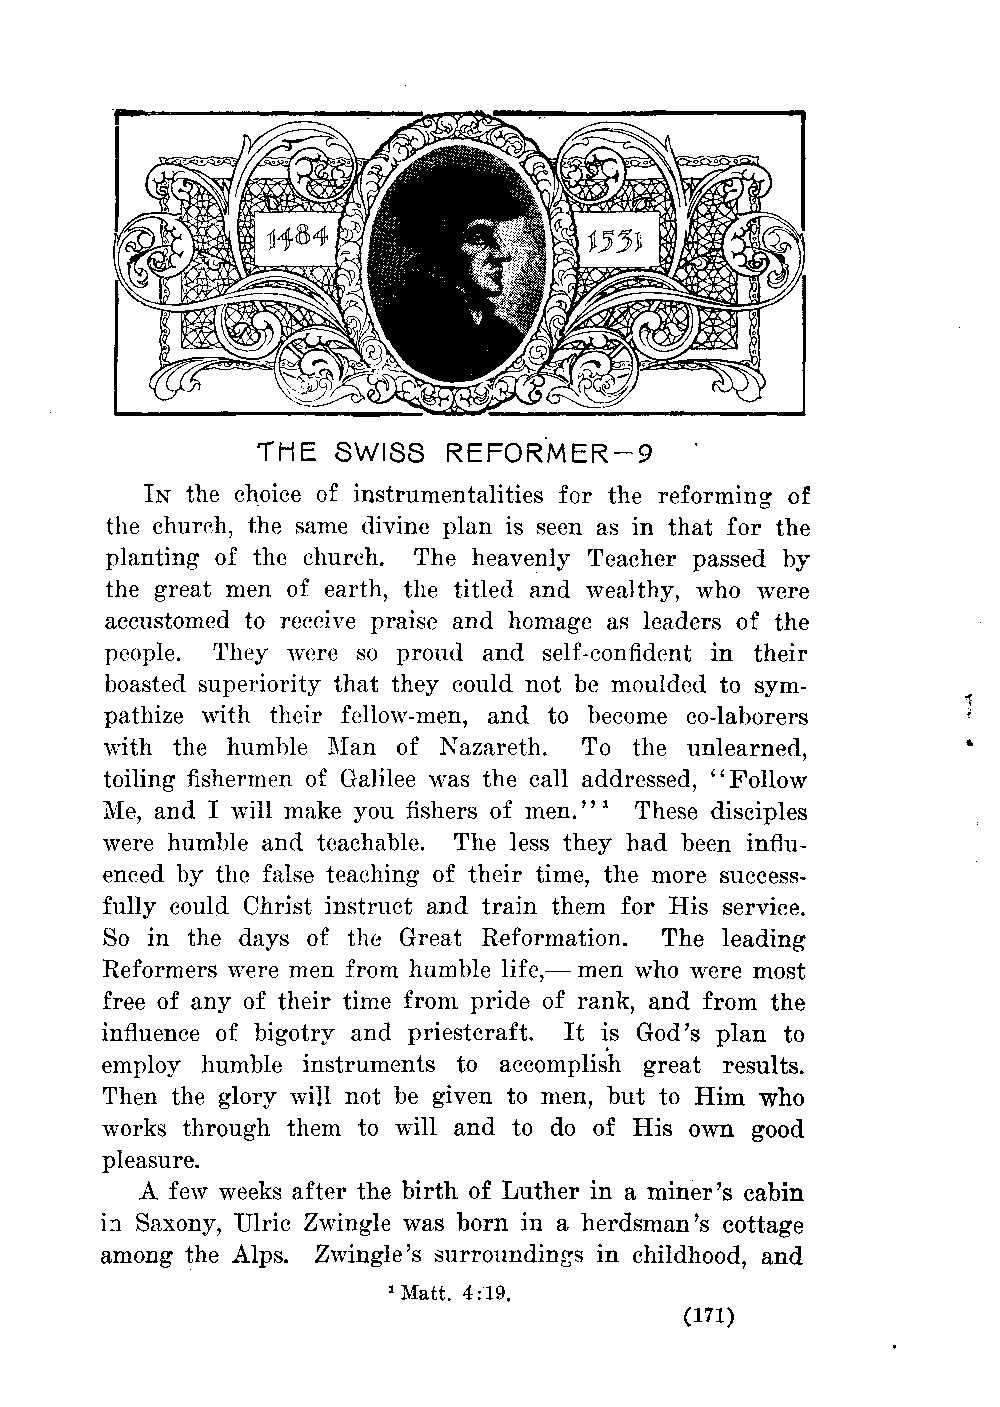 1484 1531
THE SWISS REFORMER—9
IN the choice of instrumentalities for the reforming of
the church, the same divine plan is seen as in that for the
planting of the church. The heavenly Teacher passed by
the great men of earth, the titled and wealthy, who were
accustomed to receive praise and homage as leaders of the
people. They were so proud and self-confident in their
boasted superiority that they could not be moulded to sym-
pathize with their fellow-men, and to become co-laborers
with the humble Man of Nazareth. To the unlearned,
toiling fishermen of Galilee was the call addressed, "Follow
Me, and I will make you fishers of men."¹ These disciples
were humble and teachable. The less they had been influ-
enced by the false teaching of their time, the more success-
fully could Christ instruct and train them for His service.
So in the days of the Great Reformation. The leading
Reformers were men from humble life,— men who were most
free of any of their time from pride of rank, and from the
influence of bigotry and priestcraft. It is God's plan to
employ humble instruments to accomplish great results.
Then the glory will not be given to men, but to Him who
works through them to will and to do of His own good
pleasure.
A few weeks after the birth of Luther in a miner's cabin
in Saxony, Ulric Zwingle was born in a herdsman's cottage
among the Alps. Zwingle's surroundings in childhood, and
¹ Matt. 4:19.
(171)